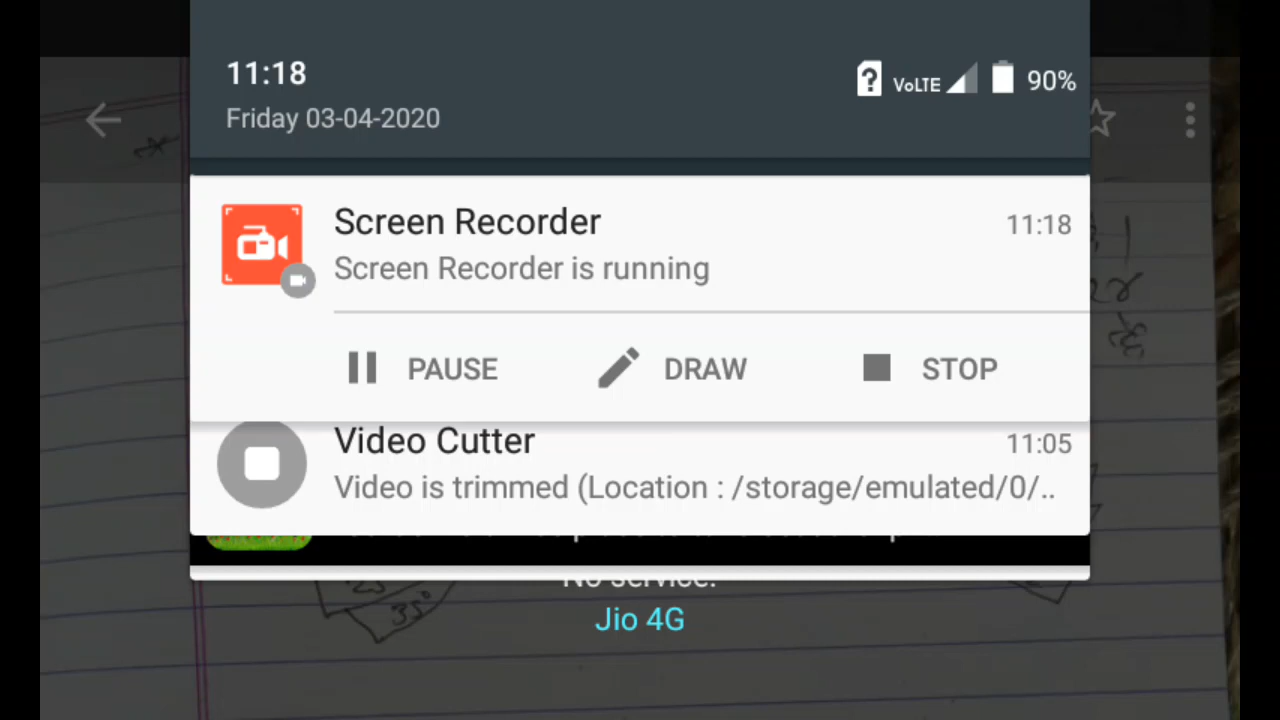 11:18
VoLTE
90%
Friday 03-04-2020
Screen Recorder
11:18
Screen Recorder is running
PAUSE
DRAW
STOP
Video Cutter
11:05
Video is trimmed (Location : /storage/emulated/0/..
No service.
Jio 4G
35°